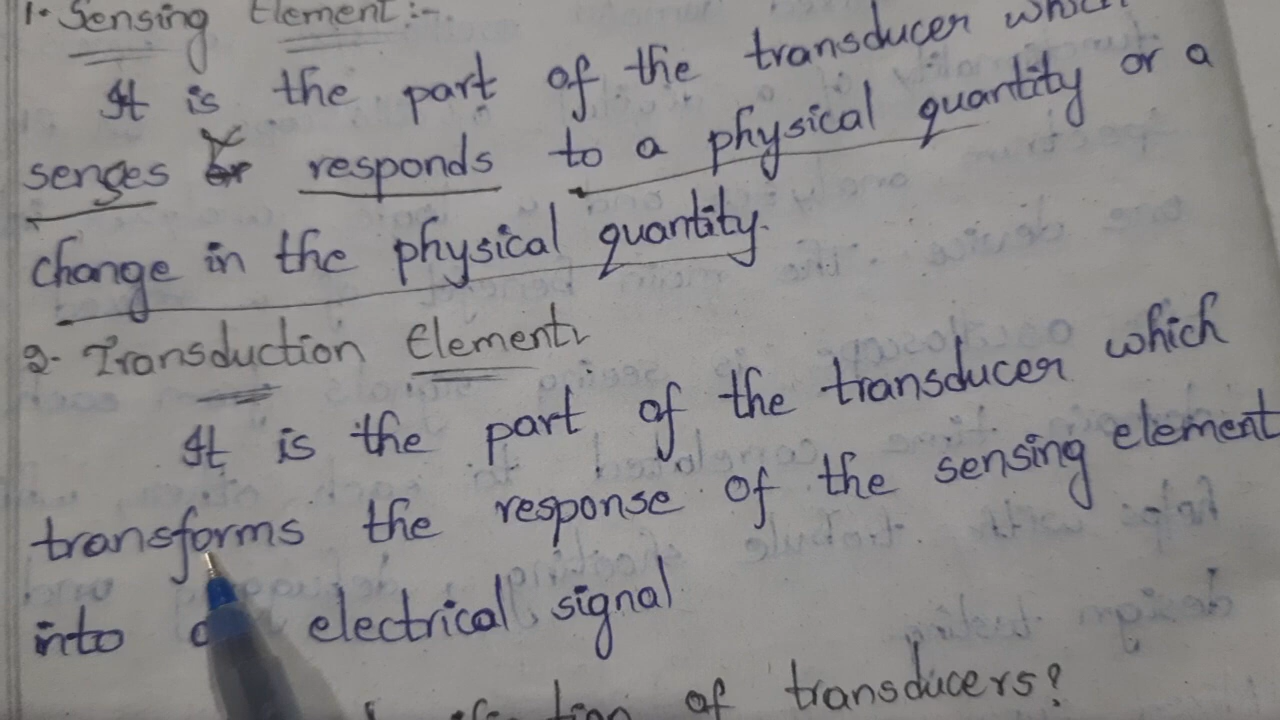 1. Sensing Element:-
It is the part of the transducer which
senges or responds to a physical quantity or a
change in the physical quantity.
2- Transduction Element:
It is the part of the transducer which
transforms the response of the sensing element
into electrical signal
of transducers?